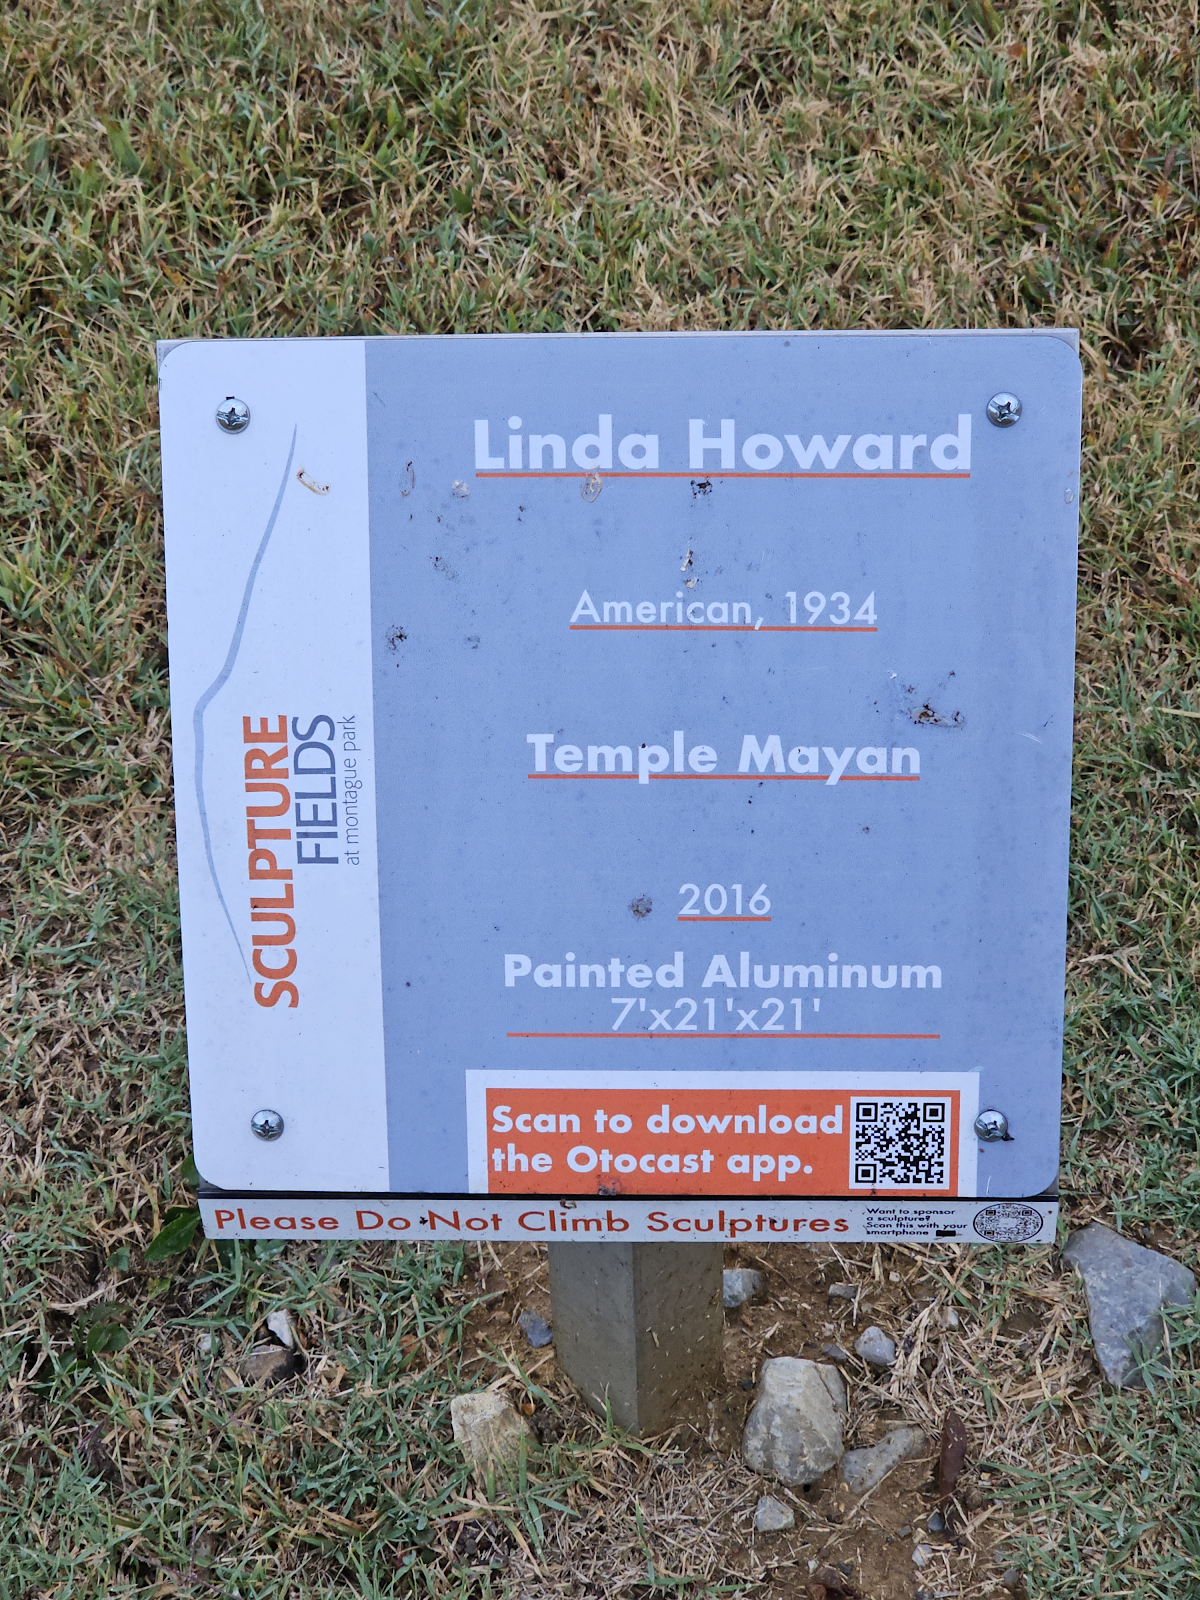 SCULPTURE
FIELDS
at montague park
Linda Howard
American, 1934
Temple Mayan
2016
Painted Aluminum
7'x21'x21'
Scan to download
the Otocast app.
Please Do Not Climb Sculptures
Want to sponsor
a sculpture?
Scan this with your
smartphone